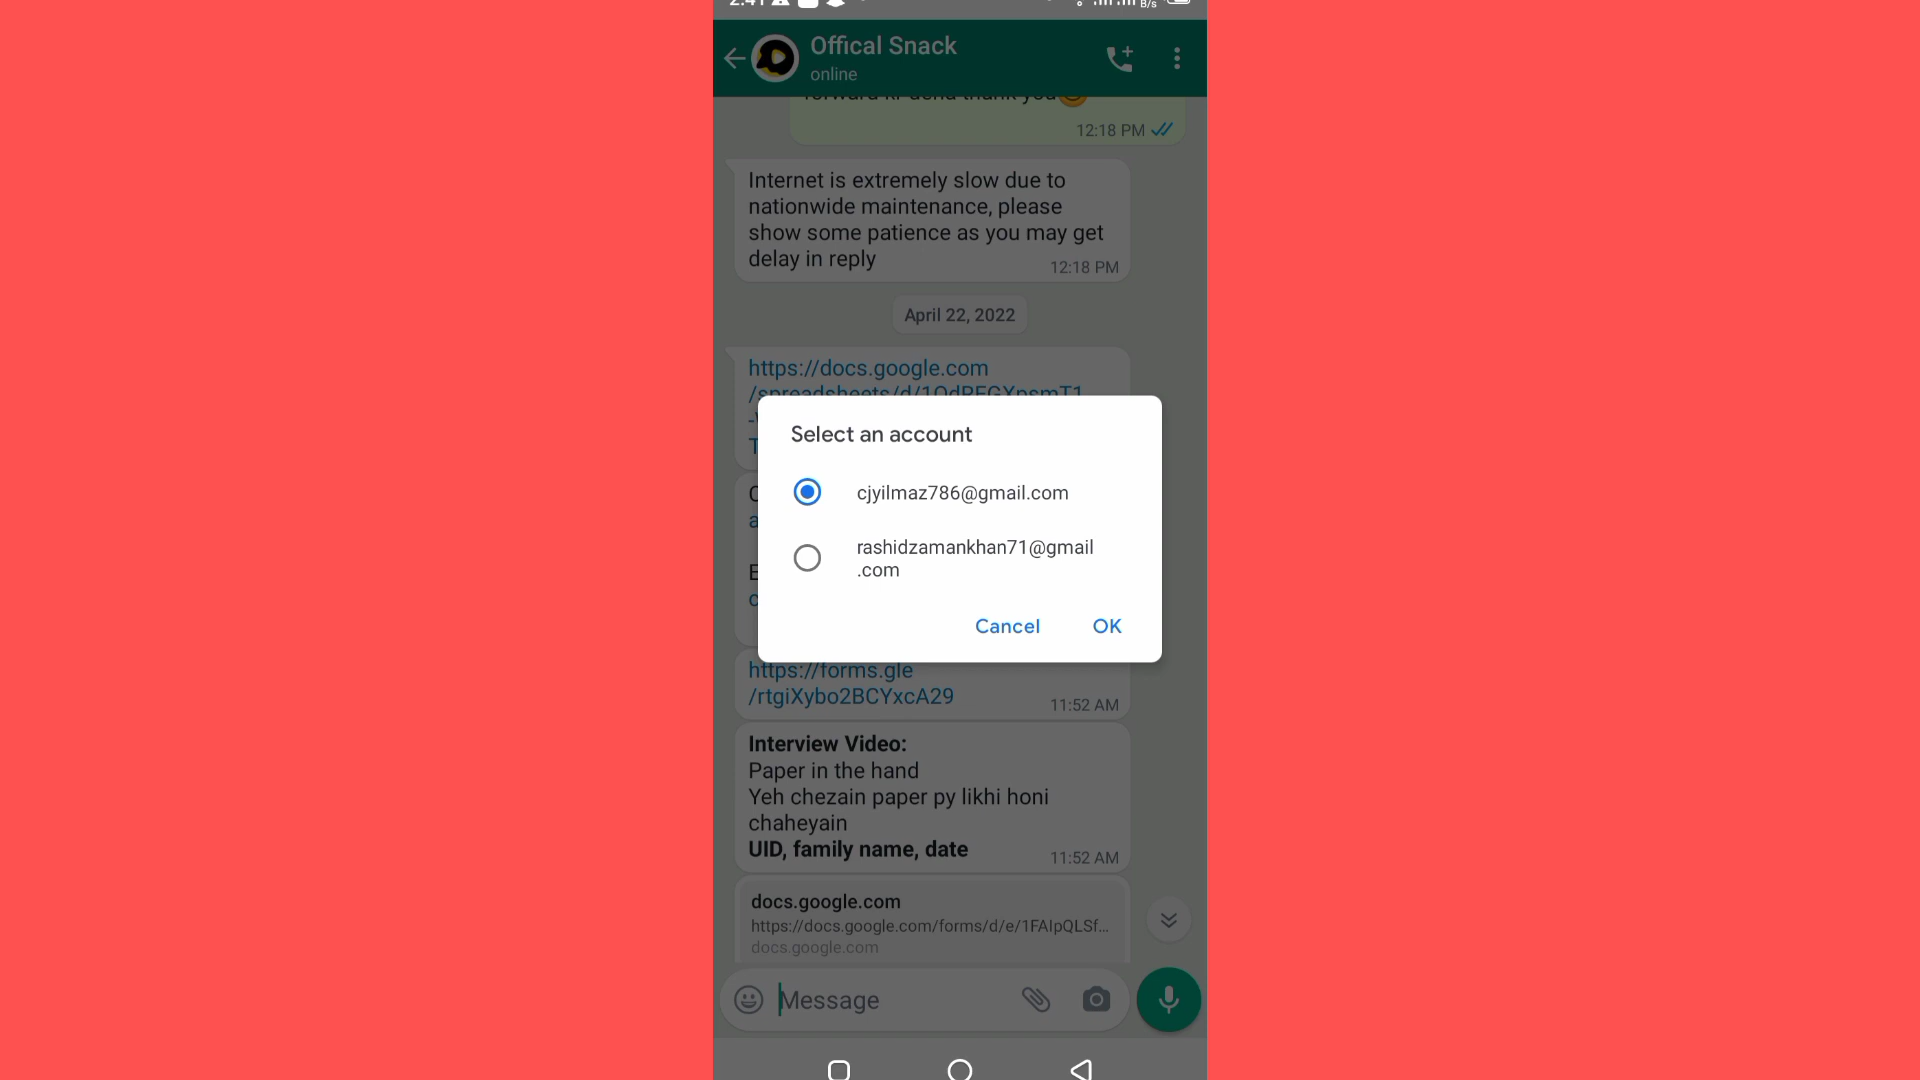 2:41
B/s
Offical Snack
online
12:18 PM
Internet is extremely slow due to
nationwide maintenance, please
show some patience as you may get
delay in reply
12:18 PM
April 22, 2022
https://docs.google.com
Select an account
cjyilmaz786@gmail.com
rashidzamankhan71@gmail
.com
Cancel OK
https://forms.gle
/rtgiXybo2BCYxcA29
11:52 AM
Interview Video:
Paper in the hand
Yeh chezain paper py likhi honi
chaheyain
UID, family name, date
11:52 AM
docs.google.com
https://docs.google.com/forms/d/e/1FAIpQLSf...
docs.google.com
Message